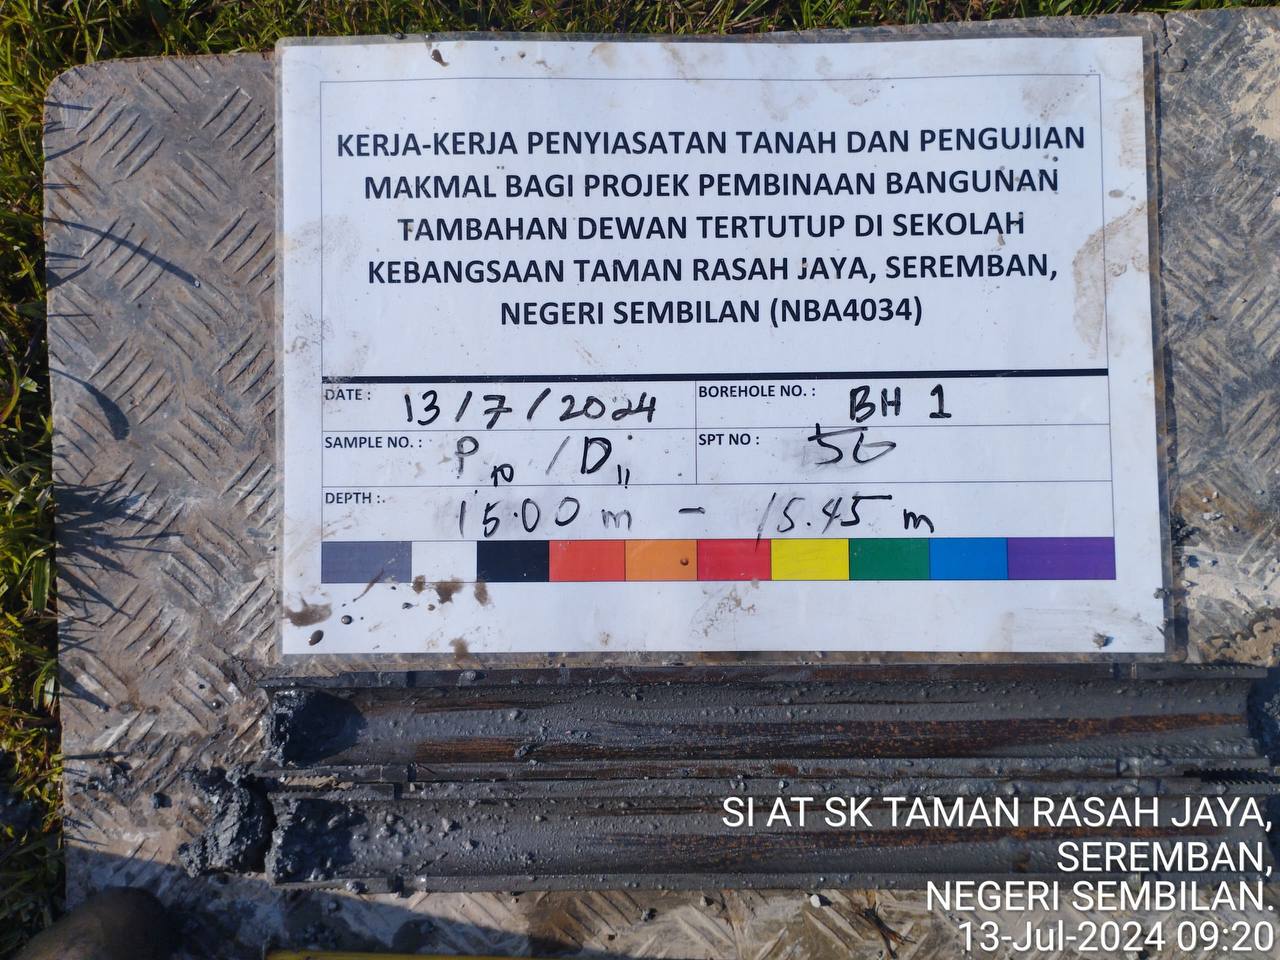 KERJA-KERJA PENYIASATAN TANAH DAN PENGUJIAN
MAKMAL BAGI PROJEK PEMBINAAN BANGUNAN
TAMBAHAN DEWAN TERTUTUP DI SEKOLAH
KEBANGSAAN TAMAN RASAH JAYA, SEREMBAN,
NEGERI SEMBILAN (NBA4034)
DATE : 13/7/2024 BOREHOLE NO. : BH 1
SAMPLE NO. : P10 / D11 SPT NO : 50
DEPTH : 15.00 m - 15.45 m
SI AT SK TAMAN RASAH JAYA,
SEREMBAN,
NEGERI SEMBILAN.
13-Jul-2024 09:20